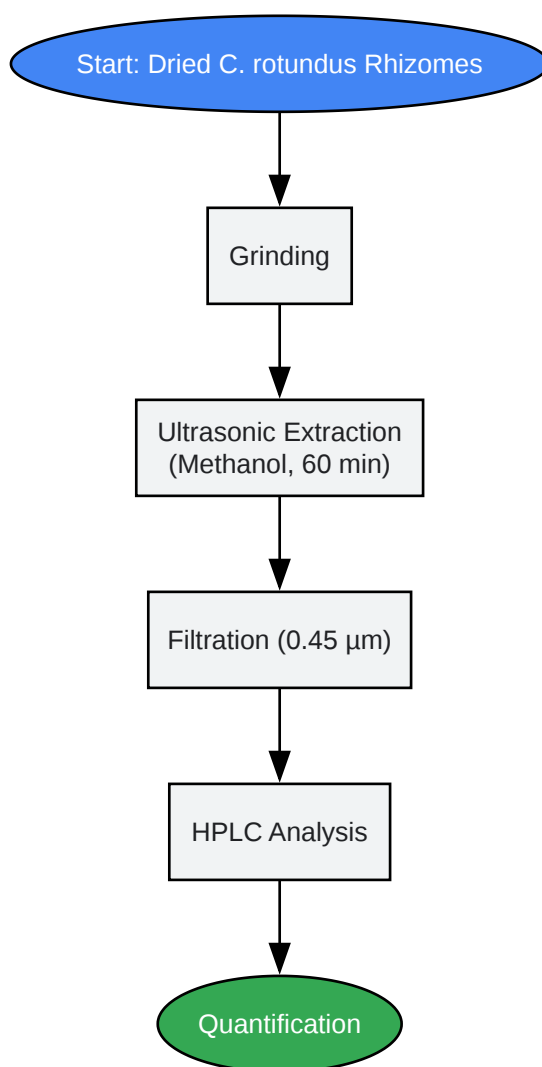 Start: Dried C. rotundus Rhizomes
Grinding
Ultrasonic Extraction
(Methanol, 60 min)
Filtration (0.45 µm)
HPLC Analysis
Quantification